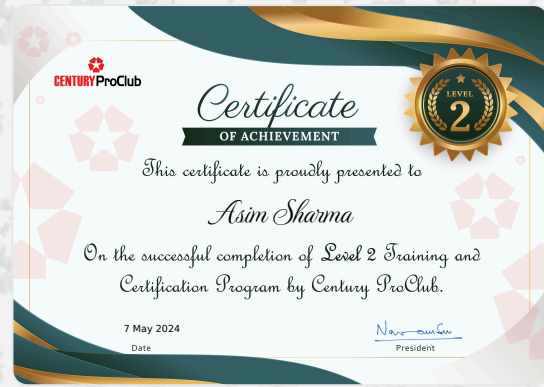 CENTURY ProClub
Certificate
OF ACHIEVEMENT
LEVEL
2
This certificate is proudly presented to
Asim Sharma
On the successful completion of Level 2 Training and
Certification Program by Century ProClub.
7 May 2024
Date
President